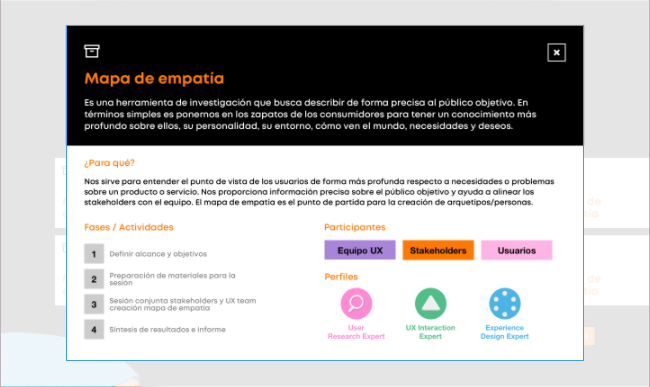 Mapa de empatía
Es una herramienta de investigación que busca describir de forma precisa al público objetivo. En
términos simples es ponernos en los zapatos de los consumidores para tener un conocimiento más
profundo sobre ellos, su personalidad, su entorno, cómo ven el mundo, necesidades y deseos.
¿Para qué?
Nos sirve para entender el punto de vista de los usuarios de forma más profunda respecto a necesidades o problemas
sobre un producto o servicio. Nos proporciona información precisa sobre el público objetivo y ayuda a alinear los
stakeholders con el equipo. El mapa de empatía es el punto de partida para la creación de arquetipos/personas.
Fases / Actividades
1 Definir alcance y objetivos
2 Preparación de materiales para la
sesión
3 Sesión conjunta stakeholders y UX team
creación mapa de empatía
4 Síntesis de resultados e informe
Participantes
Equipo UX Stakeholders Usuarios
Perfiles
User
Research Expert
UX Interaction
Expert
Experience
Design Expert